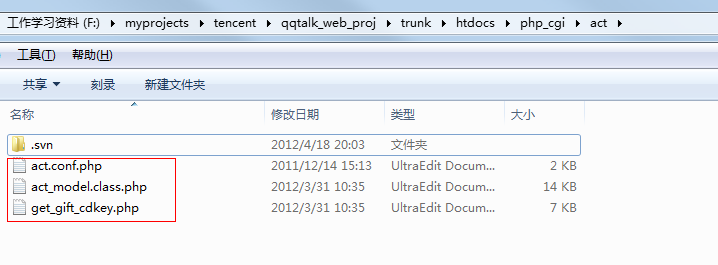 工作学习资料 (F:) ▸ myprojects ▸ tencent ▸ qqtalk_web_proj ▸ trunk ▸ htdocs ▸ php_cgi ▸ act ▸
工具(T) 帮助(H)
共享 刻录 新建文件夹
名称 修改日期 类型 大小
.svn 2012/4/18 20:03 文件夹
act.conf.php 2011/12/14 15:13 UltraEdit Docum... 2 KB
act_model.class.php 2012/3/31 10:35 UltraEdit Docum... 14 KB
get_gift_cdkey.php 2012/3/31 10:35 UltraEdit Docum... 7 KB